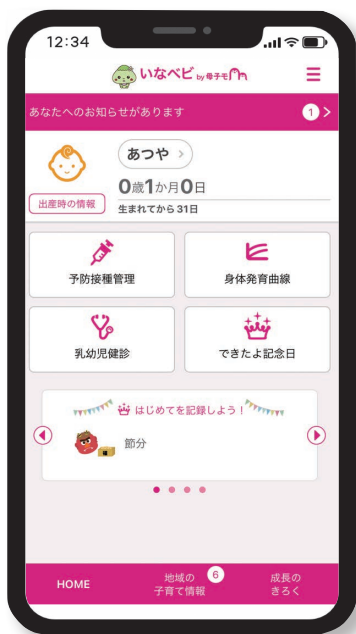 12:34
いなベビ by 母子モ
あなたへのお知らせがあります 1
あつや
0歳1か月0日
出産時の情報
生まれてから31日
予防接種管理
身体発育曲線
乳幼児健診
できたよ記念日
はじめてを記録しよう!
節分
HOME
地域の
子育て情報
6
成長の
きろく